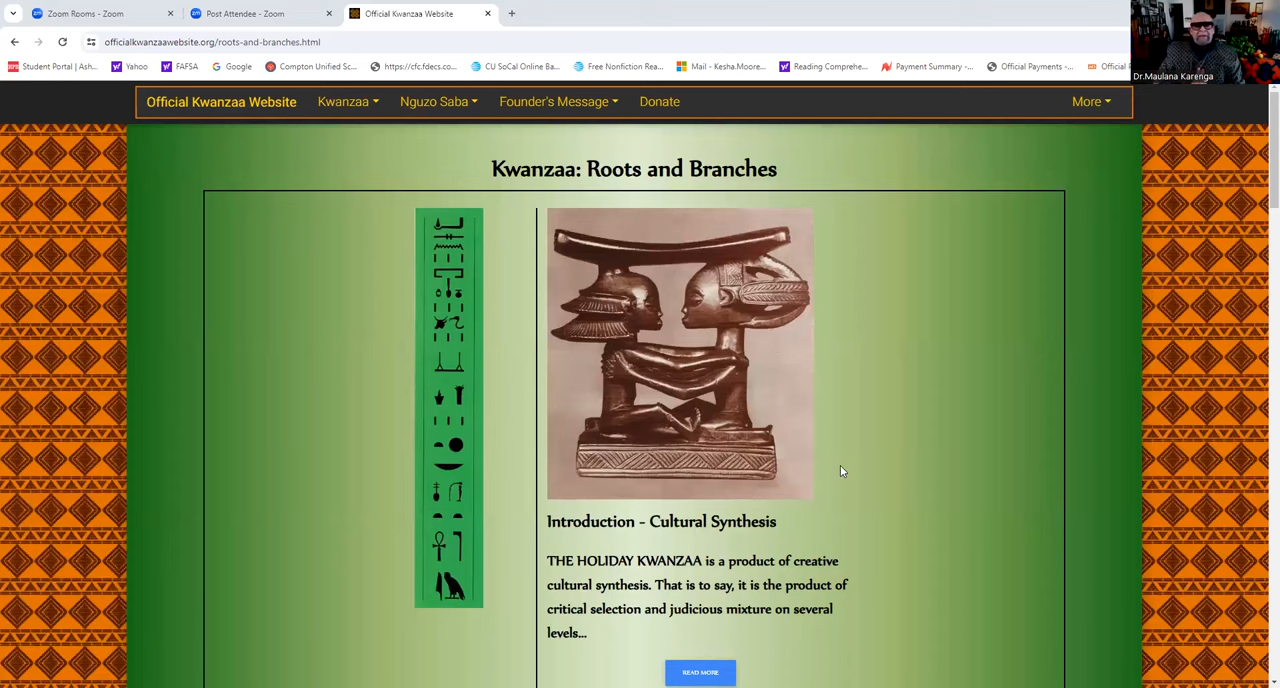 Zoom Rooms - Zoom
Post Attendee - Zoom
Official Kwanzaa Website
officialkwanzaawebsite.org/roots-and-branches.html
Student Portal | Ash...
Yahoo
FAFSA
Google
Compton Unified Sc...
https://cfc.fdecs.co...
CU SoCal Online Ba...
Free Nonfiction Rea...
Mail - Kesha.Moore...
Reading Comprehe...
Payment Summary -...
Official Payments -...
Official
Dr.Maulana Karenga
Official Kwanzaa Website
Kwanzaa
Nguzo Saba
Founder's Message
Donate
More
Kwanzaa: Roots and Branches
Introduction - Cultural Synthesis
THE HOLIDAY KWANZAA is a product of creative
cultural synthesis. That is to say, it is the product of
critical selection and judicious mixture on several
levels...
READ MORE